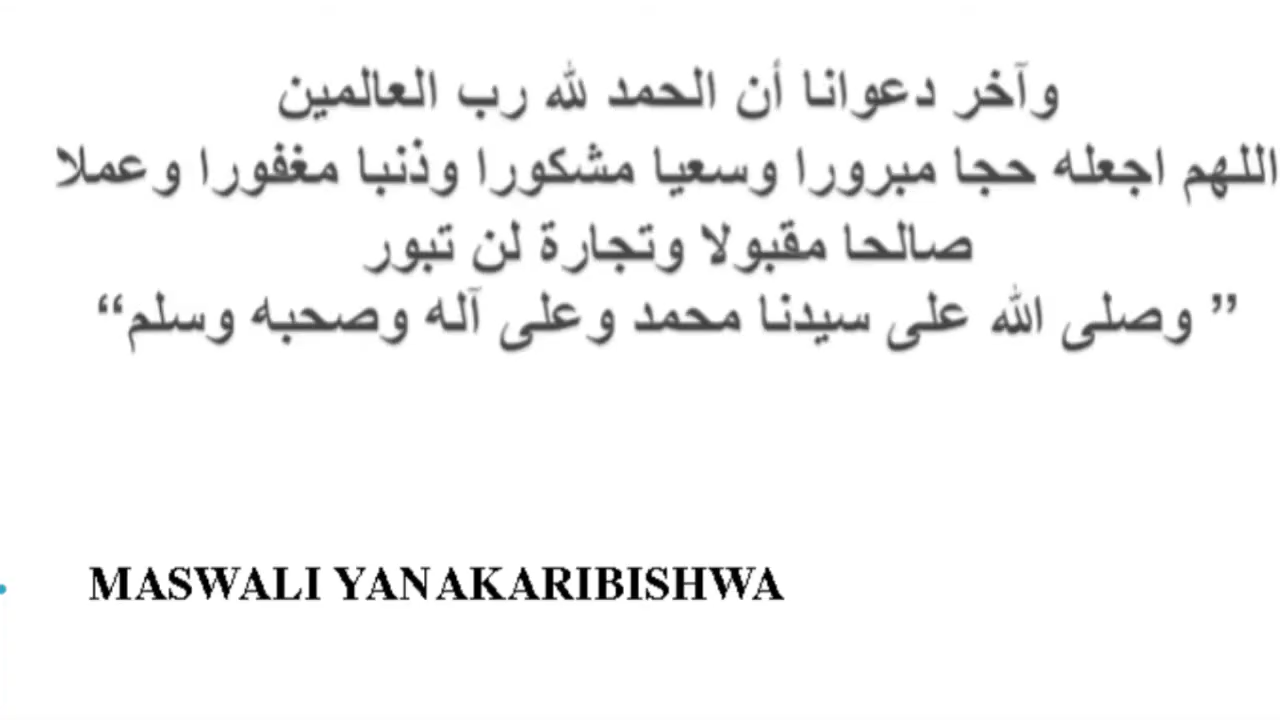 وآخر دعوانا أن الحمد لله رب العالمين
اللهم اجعله حجا مبرورا وسعيا مشكورا وذنبا مغفورا وعملا
صالحا مقبولا وتجارة لن تبور
” وصلى الله على سيدنا محمد وعلى آله وصحبه وسلم“
MASWALI YANAKARIBISHWA